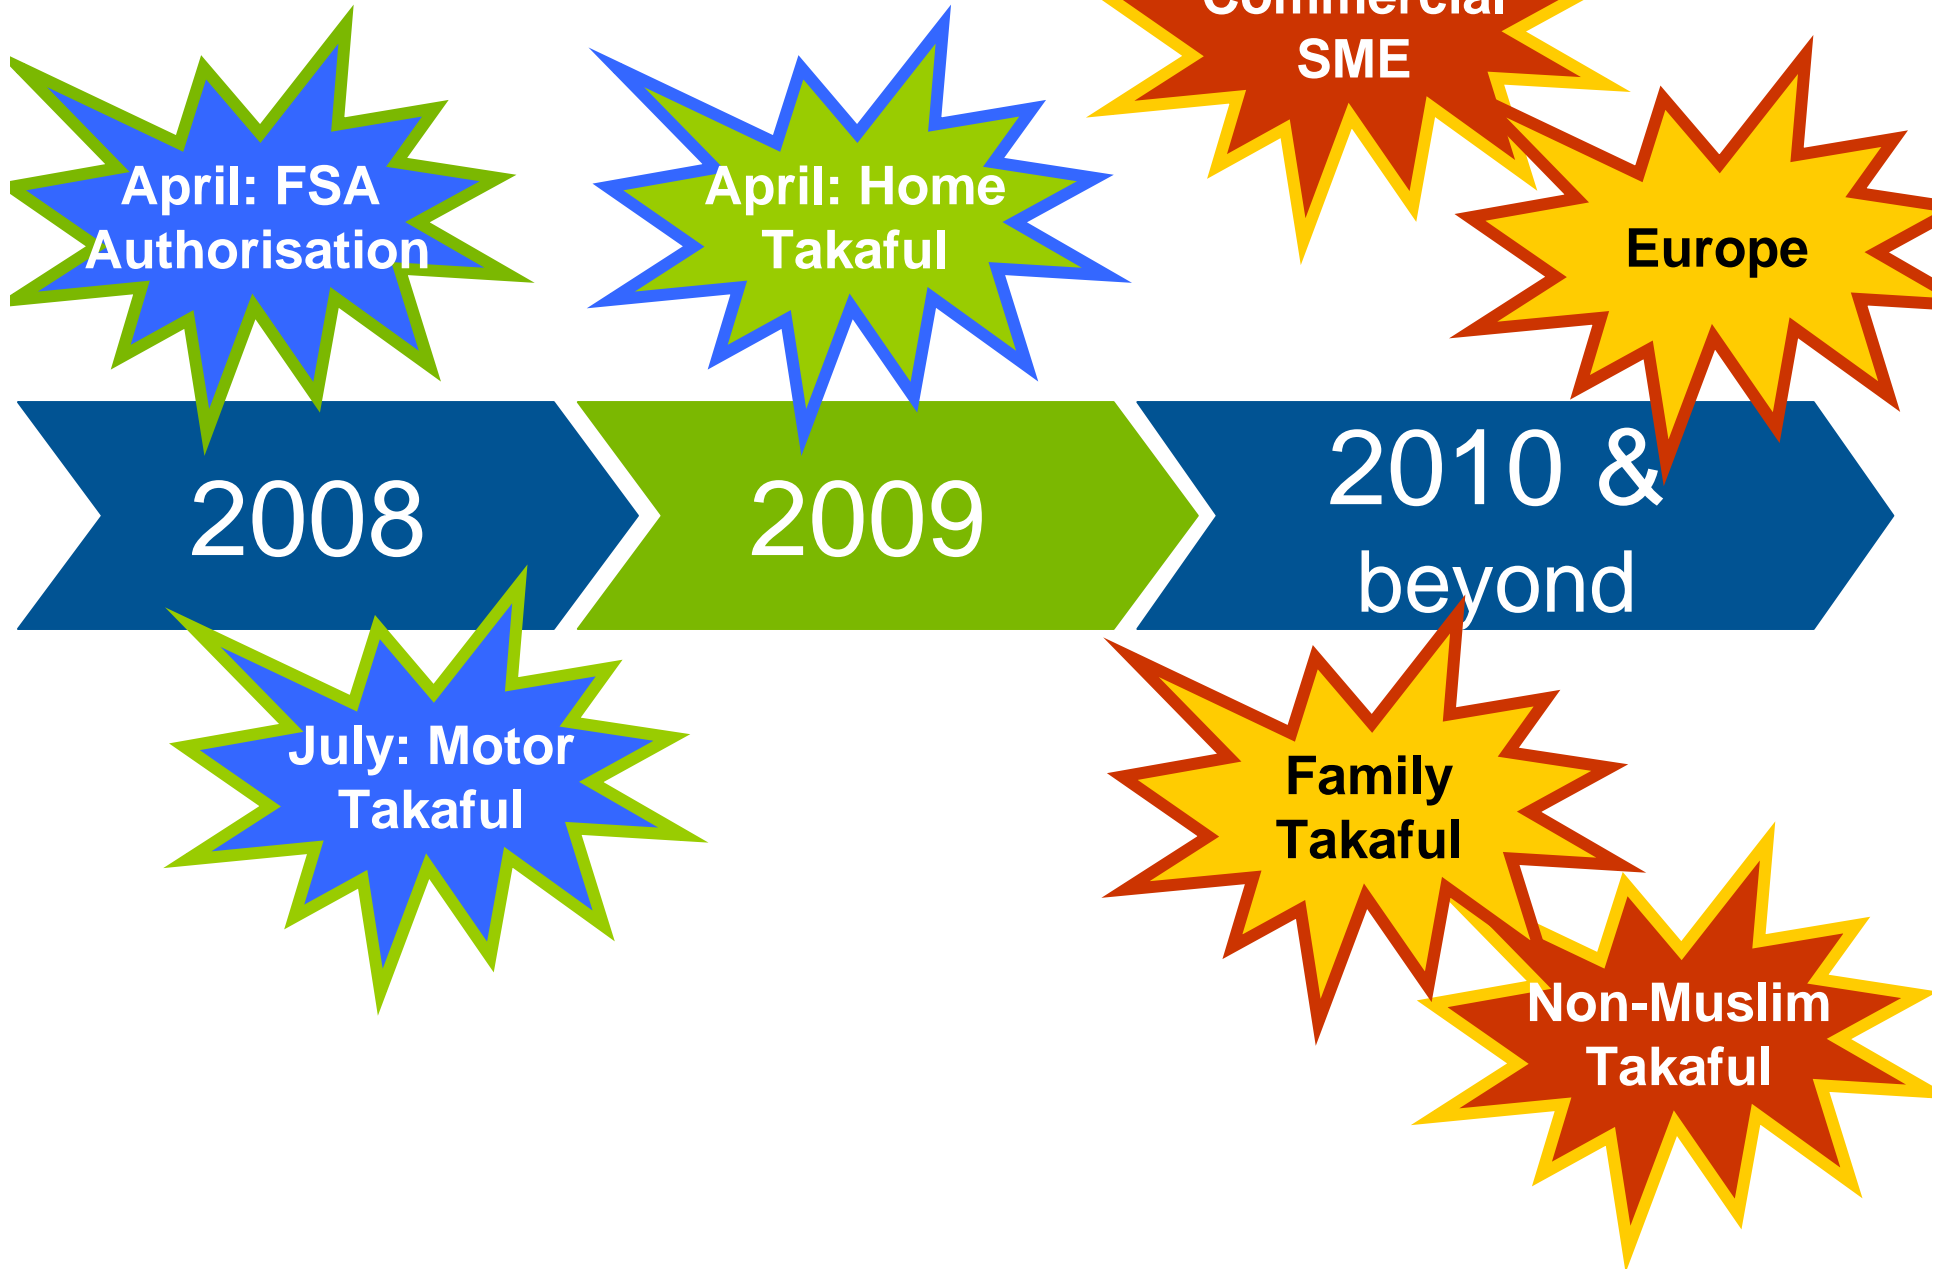 Commercial
SME
April: FSA
Authorisation
April: Home
Takaful
Europe
2008
2009
2010 &
beyond
July: Motor
Takaful
Family
Takaful
Non-Muslim
Takaful